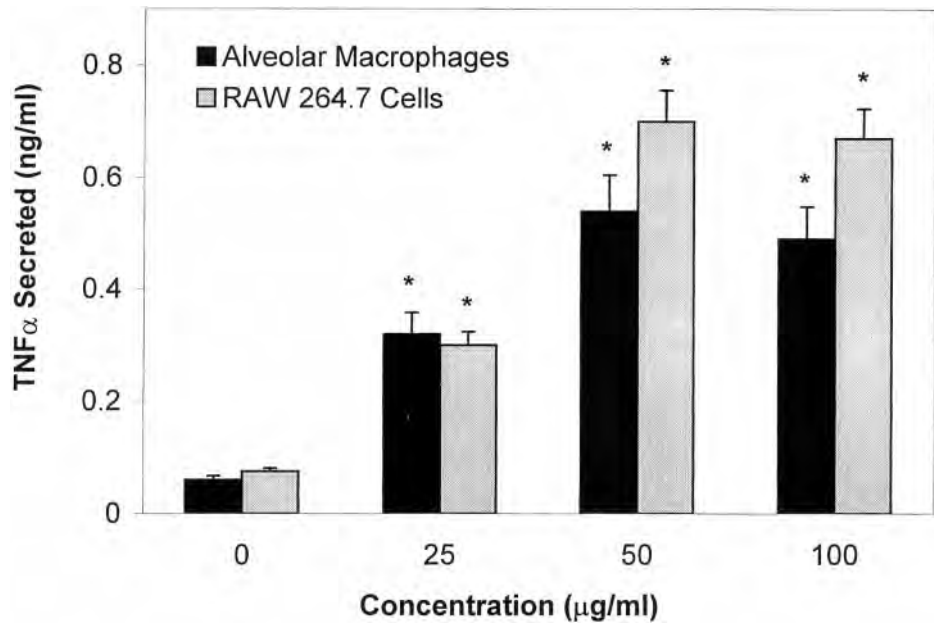 Alveolar Macrophages
RAW 264.7 Cells
TNFα Secreted (ng/ml)
0.8
0.6
0.4
0.2
0
* * * * * *
0 25 50 100
Concentration (μg/ml)